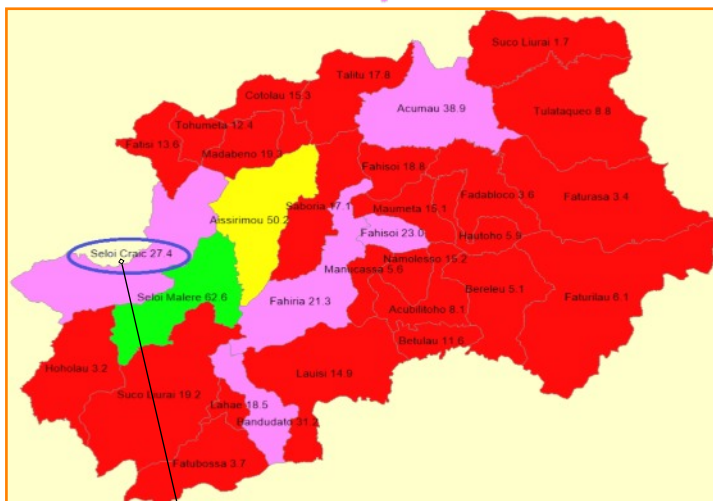 Suco Liurai 1.7
Talitu 17.8
Cotolau 15.3
Acumau 38.9
Tulataqueo 8.8
Tohumeta 12.4
Fatisi 13.6
Madabeno 19.3
Fahisoi 18.8
Fadabloco 3.6
Faturasa 3.4
Saboria 17.1
Maumeta 15.1
Aissirimou 50.2
Fahisoi 23.0
Hautoho 5.9
Seloi Craic 27.4
Namolesso 15.2
Manucassa 5.6
Seloi Malere 62.6
Fahiria 21.3
Bereleu 5.1
Faturilau 6.1
Acubilitoho 8.1
Betulau 11.6
Hoholau 3.2
Lauisi 14.9
Suco Liurai 19.2
Lahae 18.5
Bandudato 31.2
Fatubossa 3.7